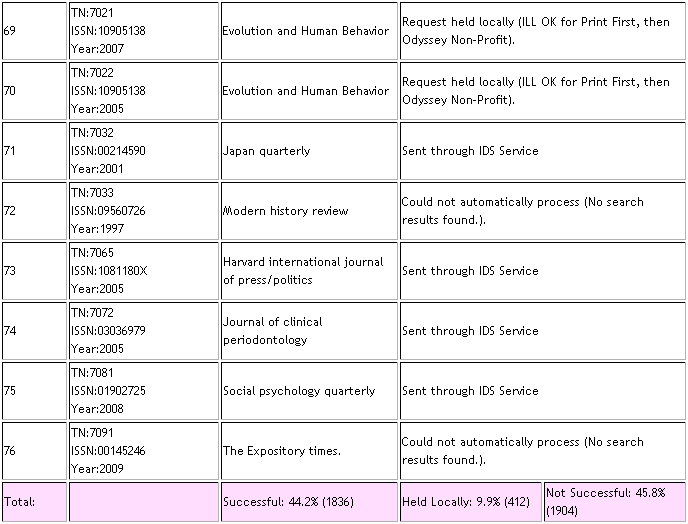 69
TN:7021
ISSN:10905138
Year:2007
Evolution and Human Behavior
Request held locally (ILL OK for Print First, then
Odyssey Non-Profit).
70
TN:7022
ISSN:10905138
Year:2005
Evolution and Human Behavior
Request held locally (ILL OK for Print First, then
Odyssey Non-Profit).
71
TN:7032
ISSN:00214590
Year:2001
Japan quarterly
Sent through IDS Service
72
TN:7033
ISSN:09560726
Year:1997
Modern history review
Could not automatically process (No search
results found.).
73
TN:7065
ISSN:1081180X
Year:2005
Harvard international journal
of press/politics
Sent through IDS Service
74
TN:7072
ISSN:03036979
Year:2005
Journal of clinical
periodontology
Sent through IDS Service
75
TN:7081
ISSN:01902725
Year:2008
Social psychology quarterly
Sent through IDS Service
76
TN:7091
ISSN:00145246
Year:2009
The Expository times.
Could not automatically process (No search
results found.).
Total:
Successful: 44.2% (1836)
Held Locally: 9.9% (412)
Not Successful: 45.8%
(1904)